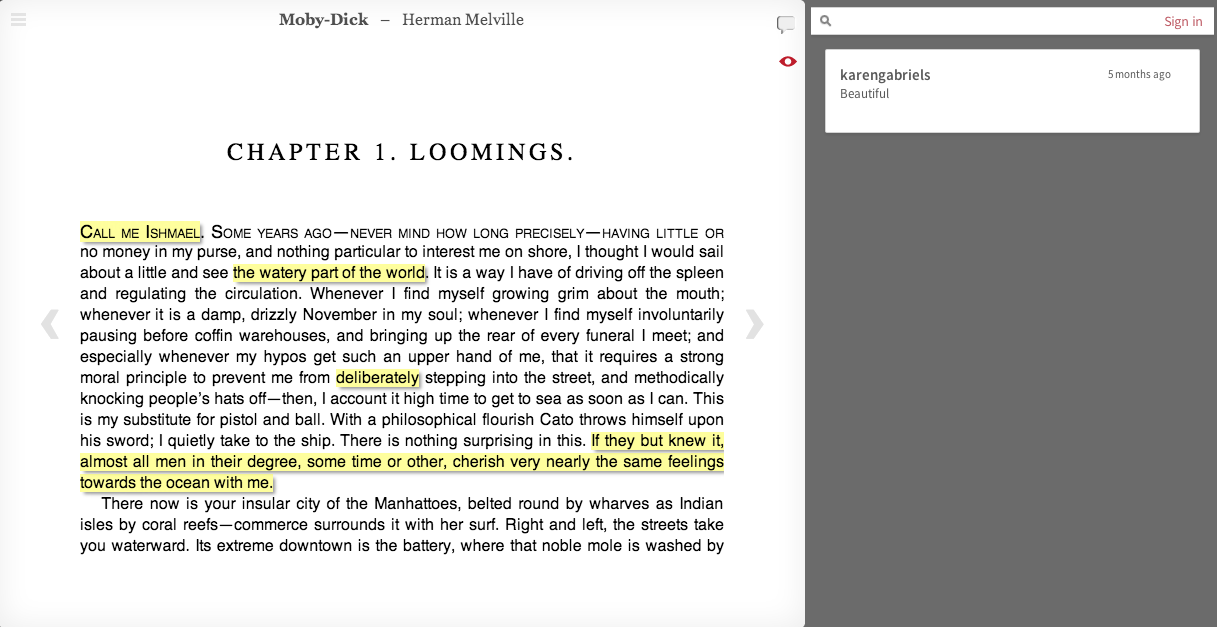 Moby-Dick – Herman Melville
Sign in
karengabriels 5 months ago
Beautiful
CHAPTER 1. LOOMINGS.
CALL ME ISHMAEL. SOME YEARS AGO—NEVER MIND HOW LONG PRECISELY—HAVING LITTLE OR
no money in my purse, and nothing particular to interest me on shore, I thought I would sail
about a little and see the watery part of the world. It is a way I have of driving off the spleen
and regulating the circulation. Whenever I find myself growing grim about the mouth;
whenever it is a damp, drizzly November in my soul; whenever I find myself involuntarily
pausing before coffin warehouses, and bringing up the rear of every funeral I meet; and
especially whenever my hypos get such an upper hand of me, that it requires a strong
moral principle to prevent me from deliberately stepping into the street, and methodically
knocking people’s hats off—then, I account it high time to get to sea as soon as I can. This
is my substitute for pistol and ball. With a philosophical flourish Cato throws himself upon
his sword; I quietly take to the ship. There is nothing surprising in this. If they but knew it,
almost all men in their degree, some time or other, cherish very nearly the same feelings
towards the ocean with me.
There now is your insular city of the Manhattoes, belted round by wharves as Indian
isles by coral reefs—commerce surrounds it with her surf. Right and left, the streets take
you waterward. Its extreme downtown is the battery, where that noble mole is washed by